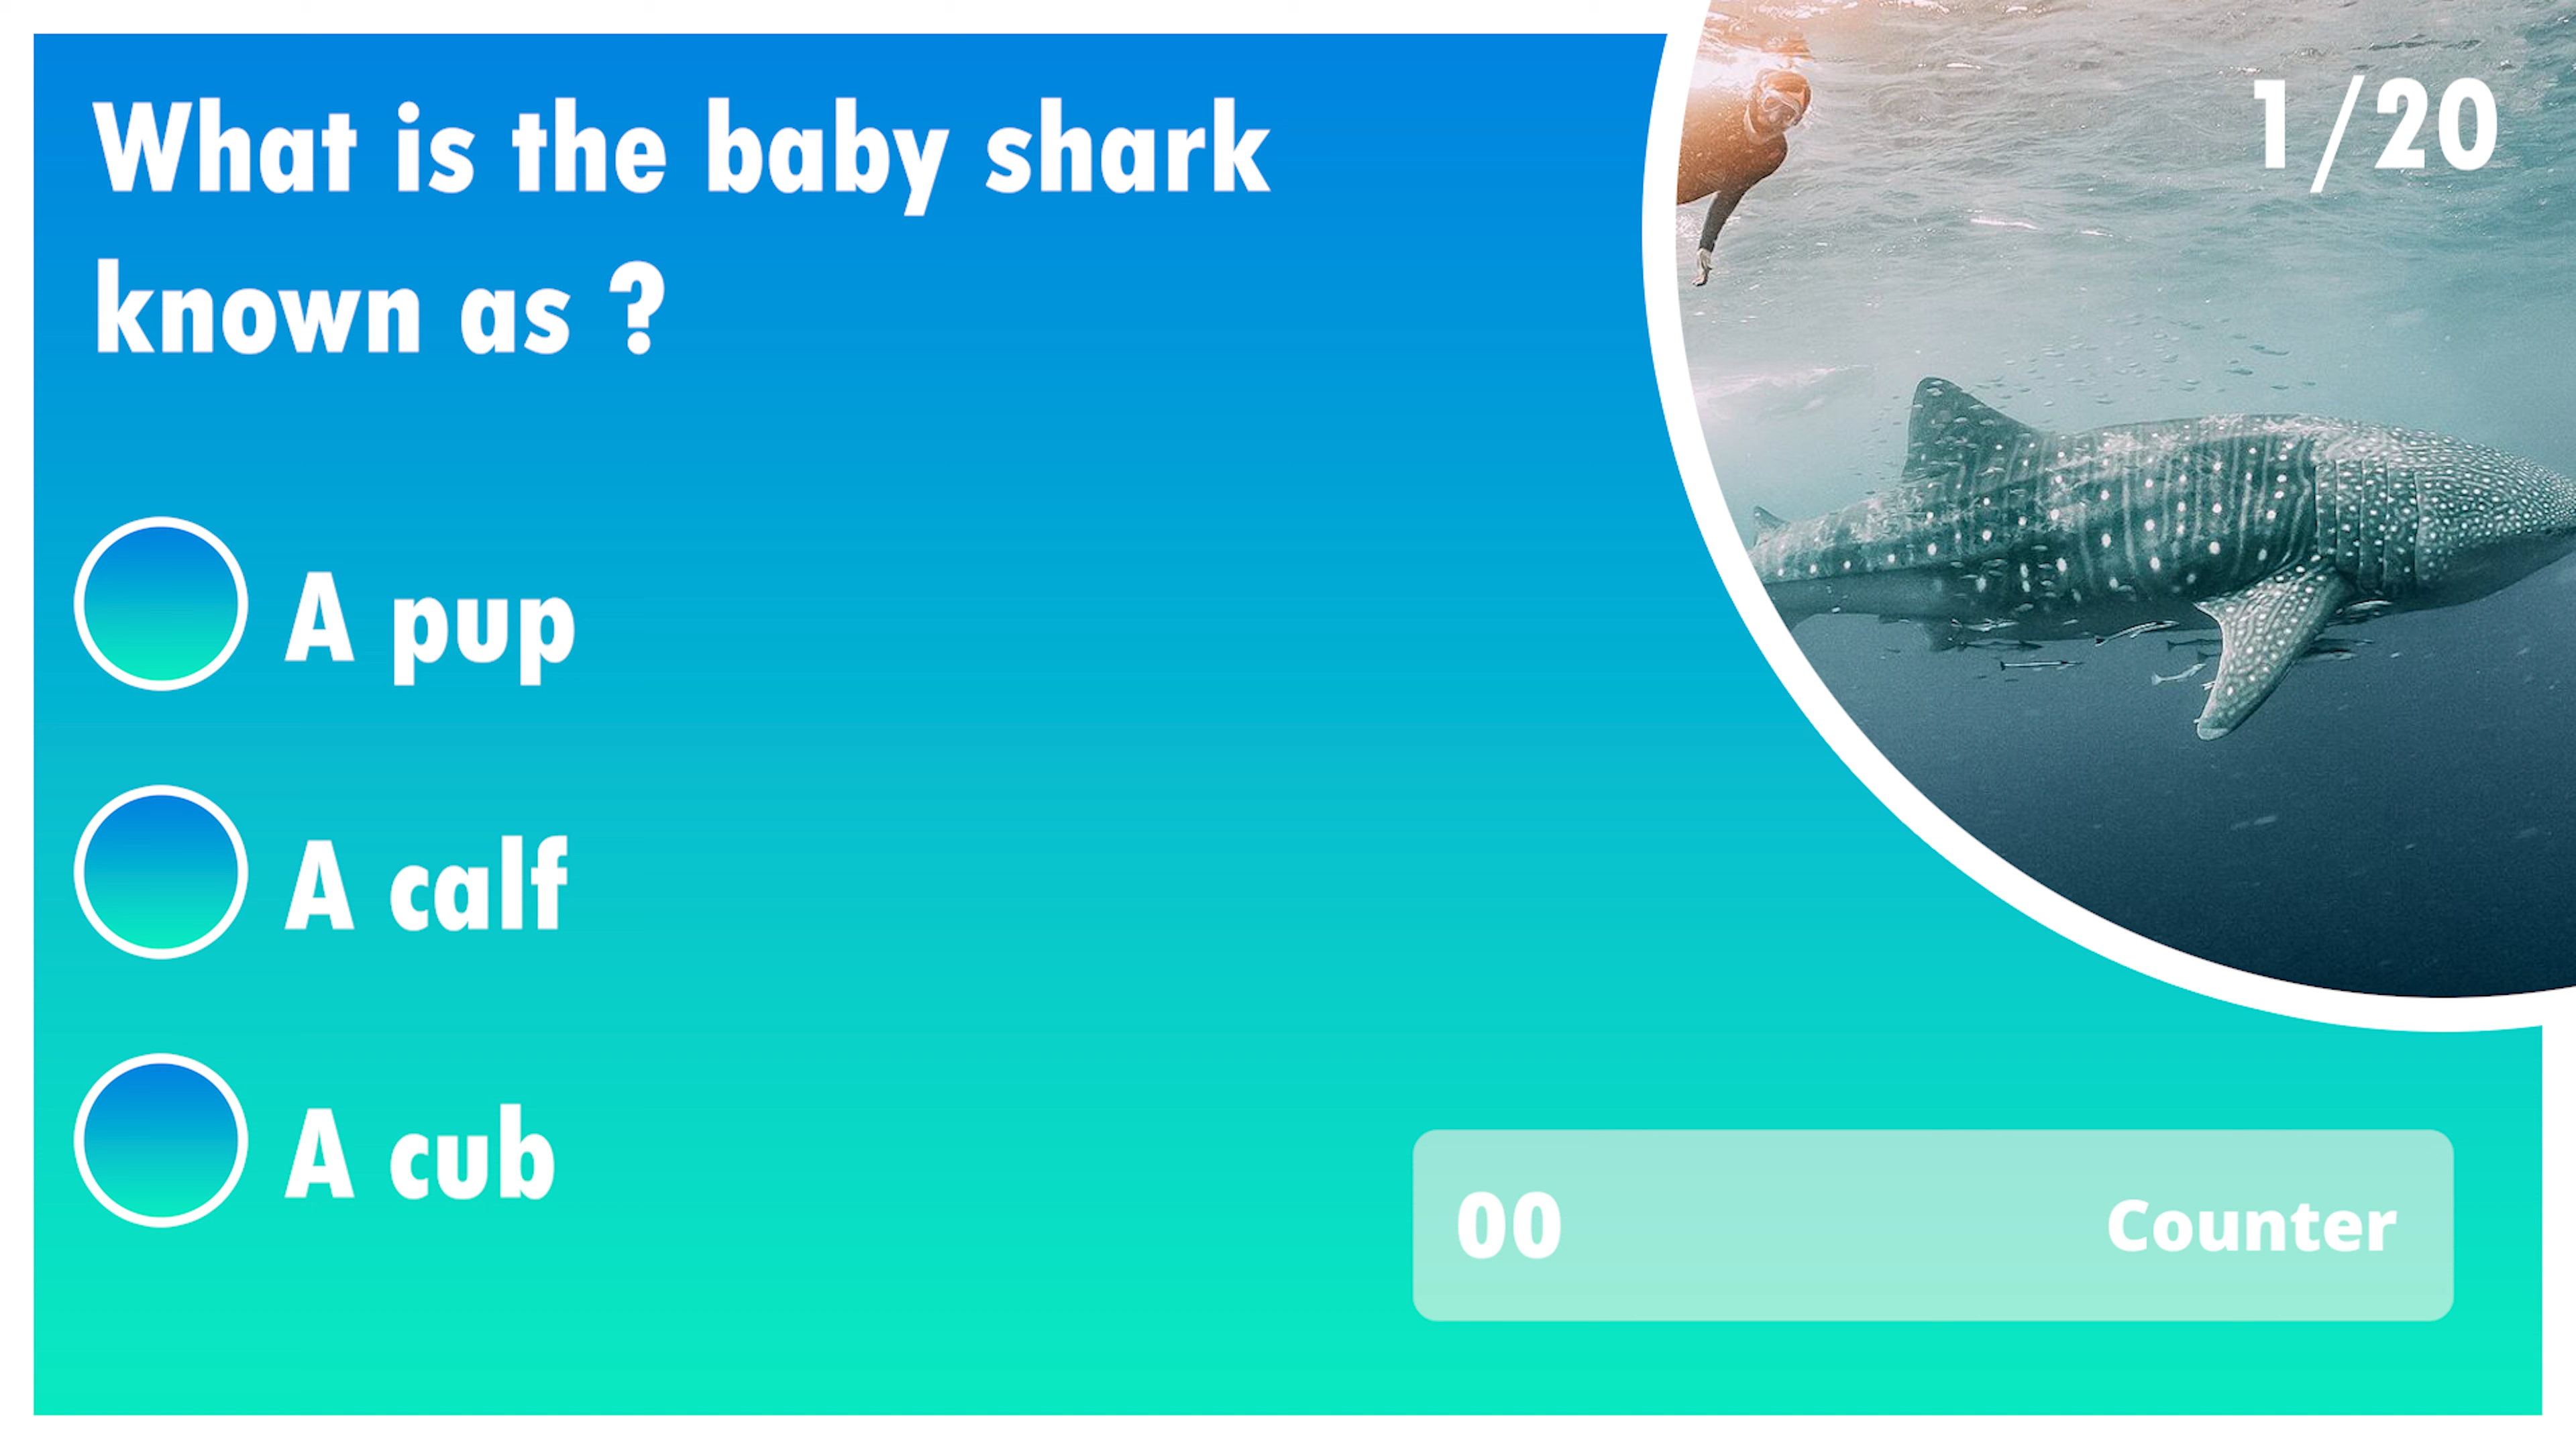 What is the baby shark
known as ?
1/20
A pup
A calf
A cub
00
Counter